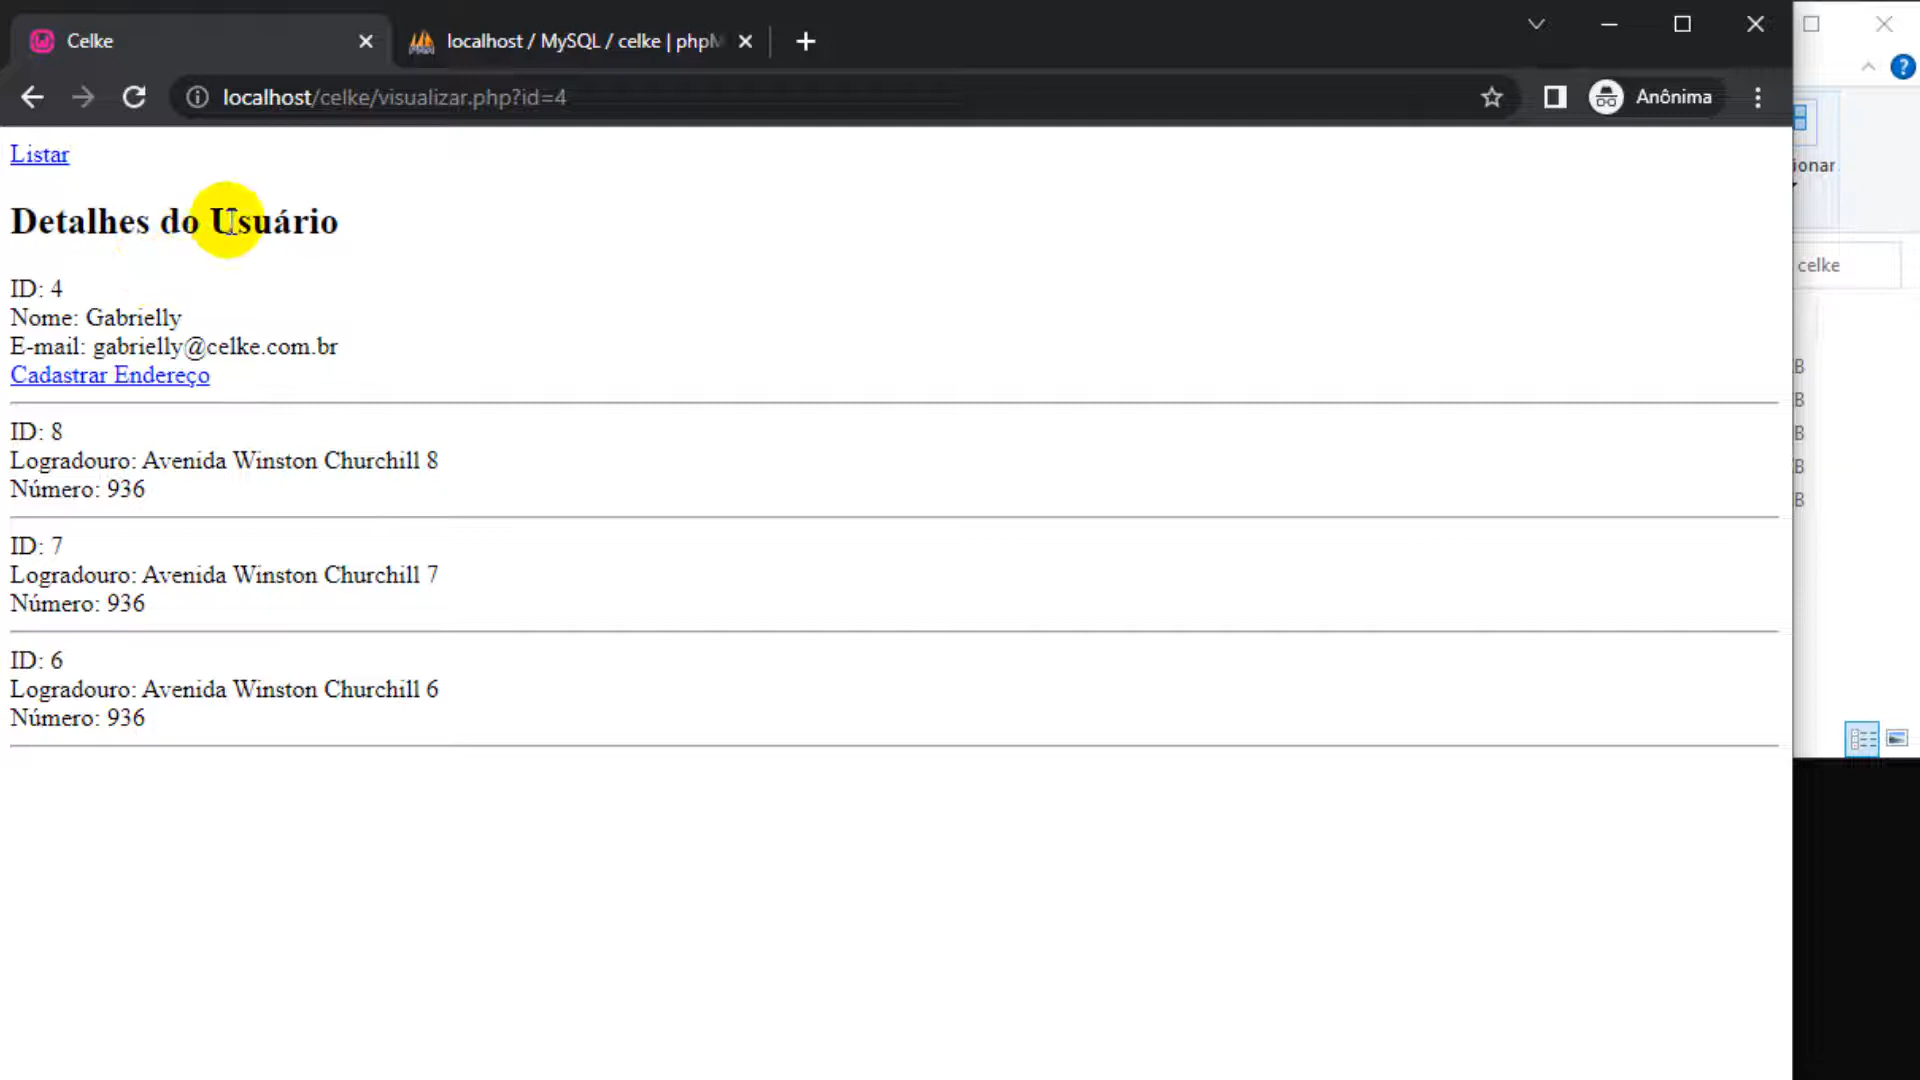 Celke
localhost / MySQL / celke | phpM
localhost/celke/visualizar.php?id=4
Anônima
ionar
celke
Listar
Detalhes do Usuário
ID: 4
Nome: Gabrielly
E-mail: gabrielly@celke.com.br
Cadastrar Endereço
ID: 8
Logradouro: Avenida Winston Churchill 8
Número: 936
ID: 7
Logradouro: Avenida Winston Churchill 7
Número: 936
ID: 6
Logradouro: Avenida Winston Churchill 6
Número: 936
B
B
B
B
B